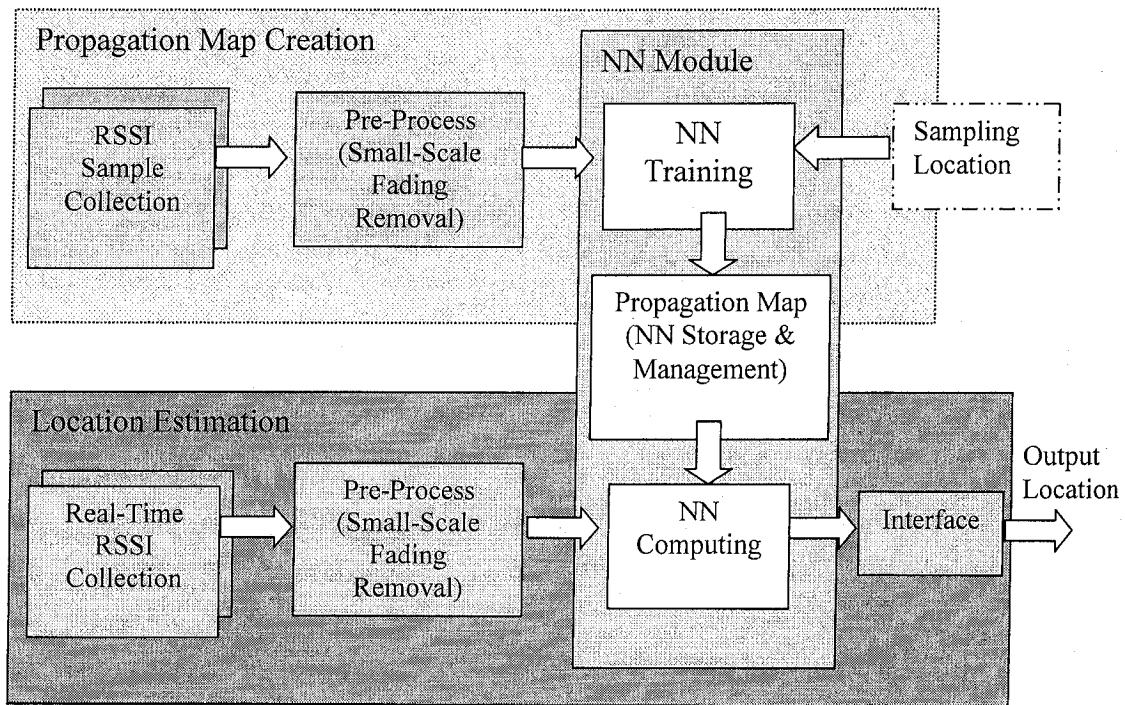 Propagation Map Creation
NN Module
RSSI
Sample
Collection
Pre-Process
(Small-Scale
Fading
Removal)
NN
Training
Sampling
Location
Propagation Map
(NN Storage &
Management)
Location Estimation
Real-Time
RSSI
Collection
Pre-Process
(Small-Scale
Fading
Removal)
NN
Computing
Interface
Output
Location